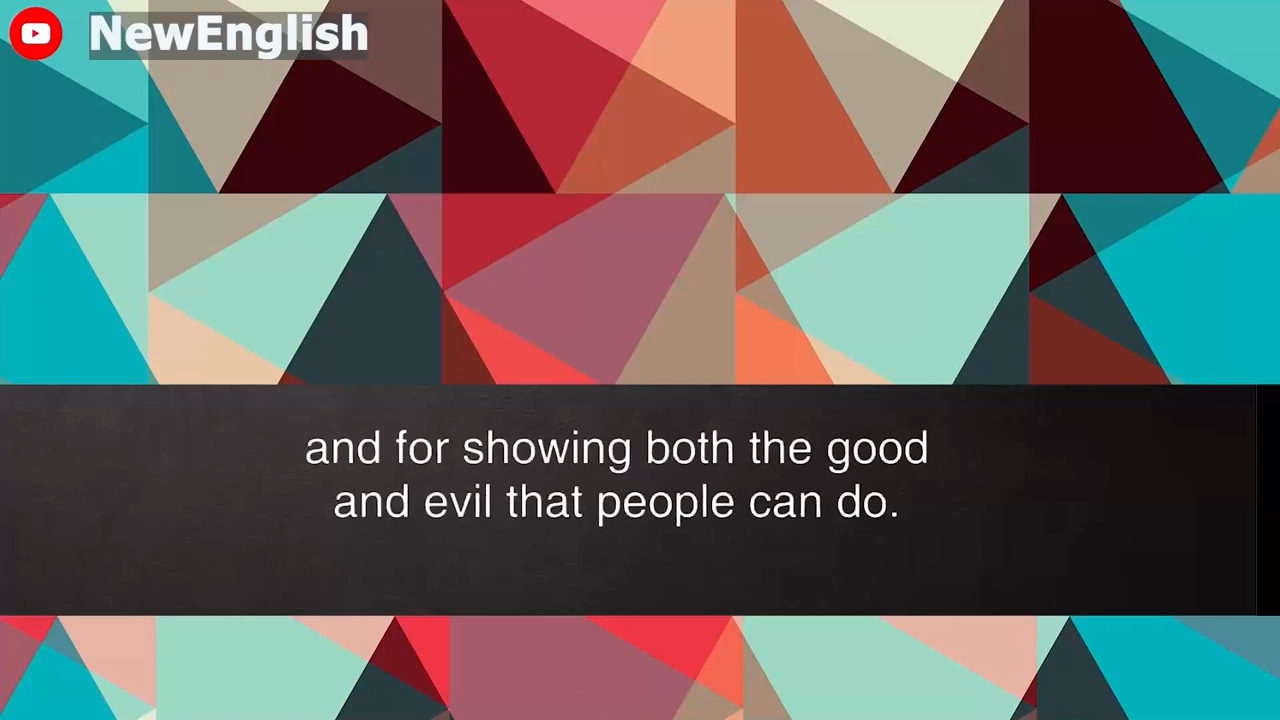 NewEnglish
and for showing both the good
and evil that people can do.